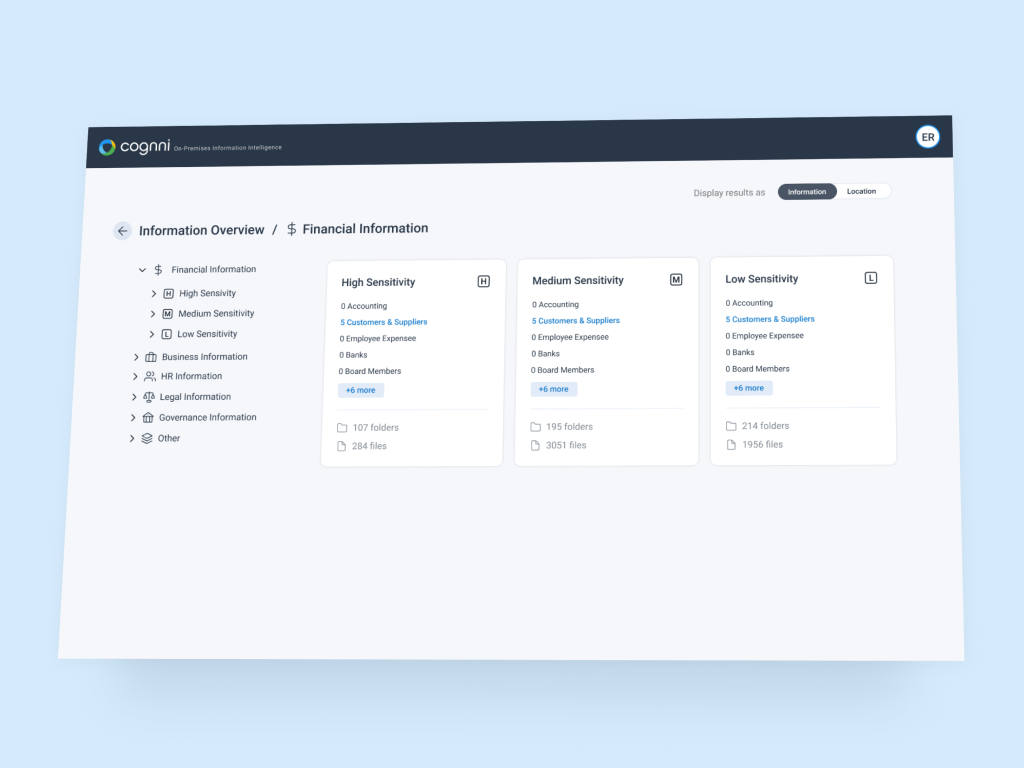 cognni On-Premises Information Intelligence
ER
Display results as Information Location
Information Overview / $ Financial Information
$ Financial Information
H High Sensivity
M Medium Sensitivity
L Low Sensitivity
Business Information
HR Information
Legal Information
Governance Information
Other
High Sensitivity H
0 Accounting
5 Customers & Suppliers
0 Employee Expensee
0 Banks
0 Board Members
+6 more
107 folders
284 files
Medium Sensitivity M
0 Accounting
5 Customers & Suppliers
0 Employee Expensee
0 Banks
0 Board Members
+6 more
195 folders
3051 files
Low Sensitivity L
0 Accounting
5 Customers & Suppliers
0 Employee Expensee
0 Banks
0 Board Members
+6 more
214 folders
1956 files